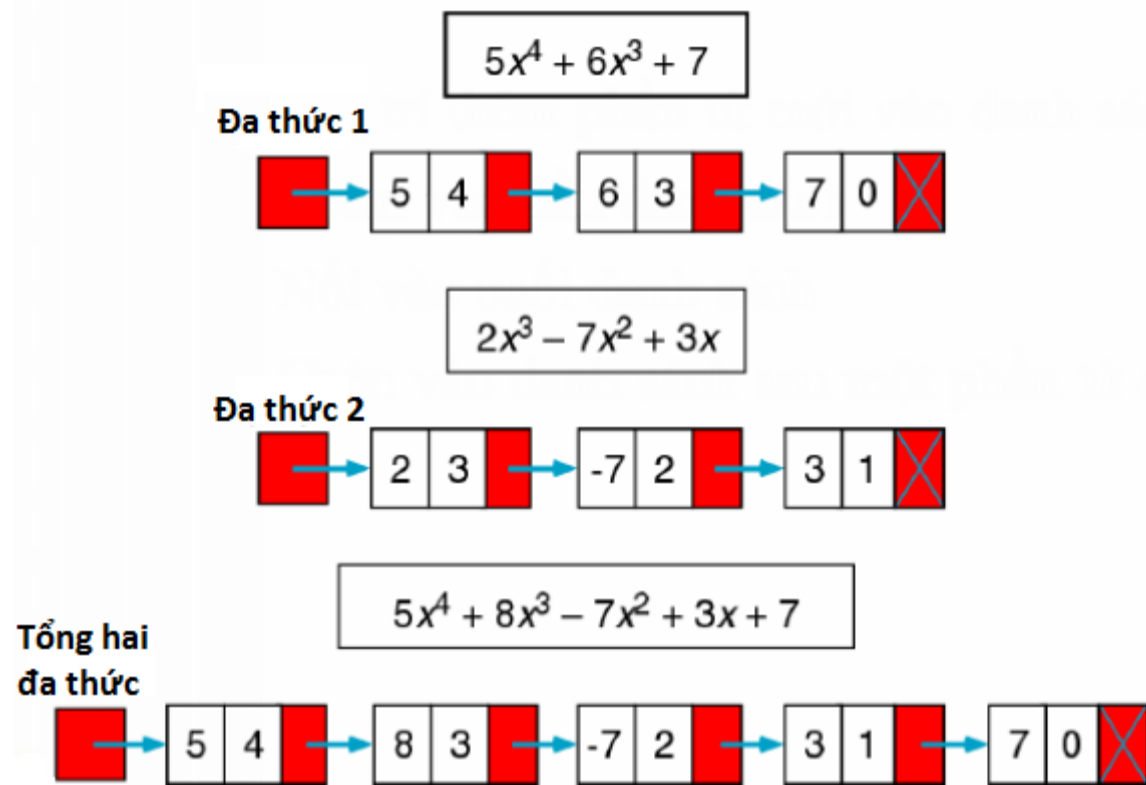 5x⁴ + 6x³ + 7
Đa thức 1
5 4 6 3 7 0
2x³ – 7x² + 3x
Đa thức 2
2 3 -7 2 3 1
5x⁴ + 8x³ – 7x² + 3x + 7
Tổng hai
đa thức
5 4 8 3 -7 2 3 1 7 0